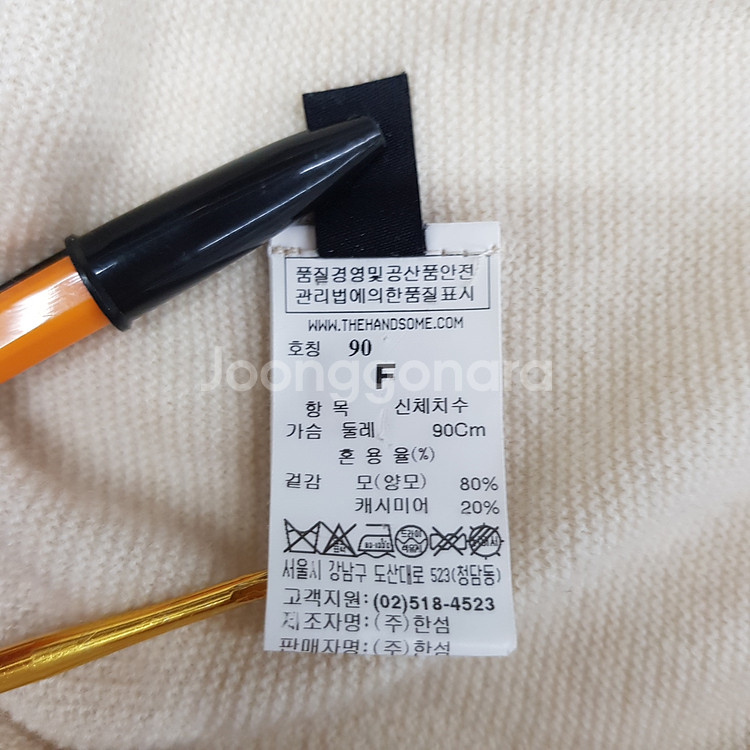 품질경영및공산품안전
관리법에의한품질표시
WWW.THEHANDSOME.COM
호칭 90
F
Joonggonara
항 목 신체치수
가슴 둘레 90Cm
혼 용 율(%)
겉감 모(양모) 80%
캐시미어 20%
드라이
서울시 강남구 도산대로 523(청담동)
고객지원: (02)518-4523
제조자명: (주)한섬
판매자명: (주)한섬